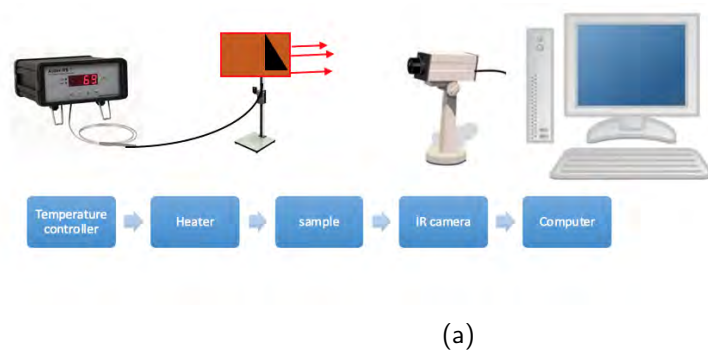 69
Temperature
controller
Heater
sample
IR camera
Computer
(a)